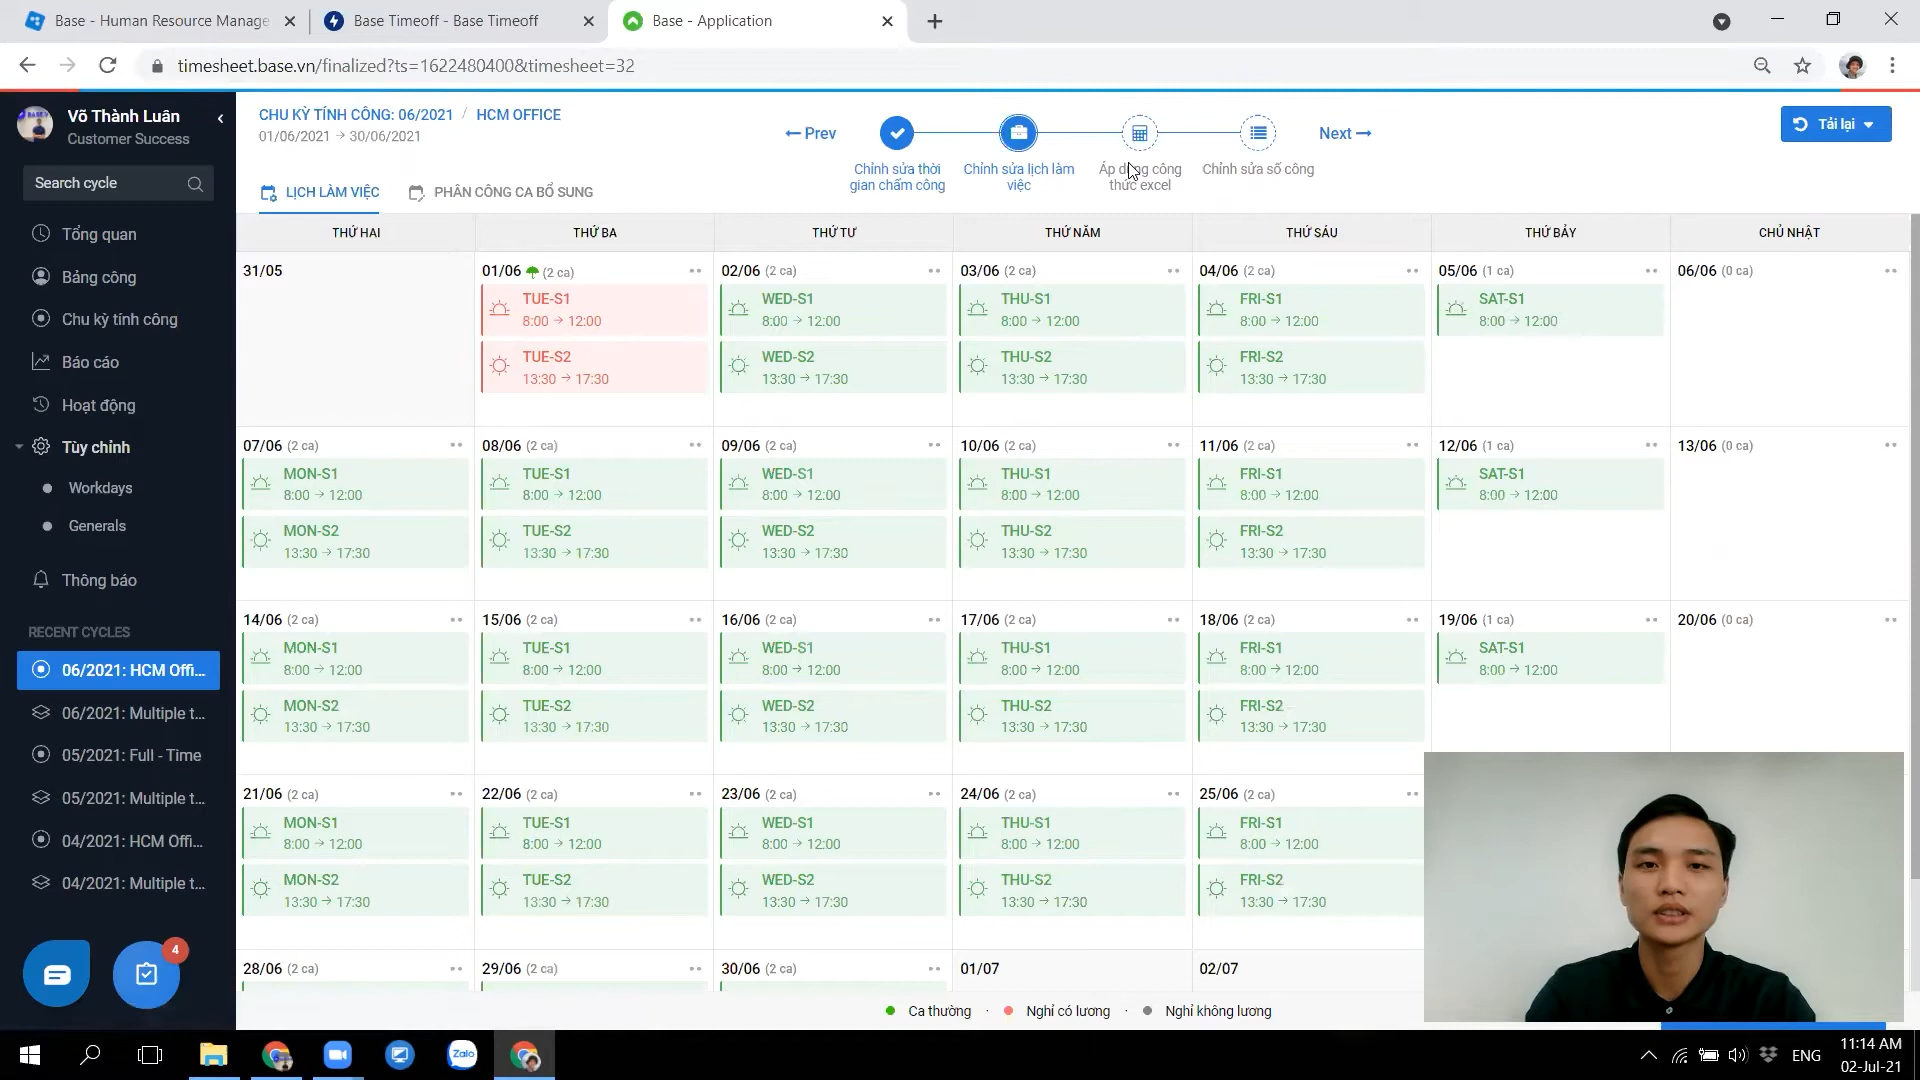 Base - Human Resource Manage
Base Timeoff - Base Timeoff
Base - Application
timesheet.base.vn/finalized?ts=1622480400&timesheet=32
Võ Thành Luân
Customer Success
Search cycle
Tổng quan
Bảng công
Chu kỳ tính công
Báo cáo
Hoạt động
Tùy chỉnh
Workdays
Generals
Thông báo
RECENT CYCLES
06/2021: HCM Offi...
06/2021: Multiple t...
05/2021: Full - Time
05/2021: Multiple t...
04/2021: HCM Offi...
04/2021: Multiple t...
4
CHU KỲ TÍNH CÔNG: 06/2021 / HCM OFFICE
01/06/2021 → 30/06/2021
← Prev
Chỉnh sửa thời
gian chấm công
Chỉnh sửa lịch làm
việc
Áp dụng công
thức excel
Chỉnh sửa số công
Next →
Tải lại
LỊCH LÀM VIỆC
PHÂN CÔNG CA BỔ SUNG
THỨ HAI THỨ BA THỨ TƯ THỨ NĂM THỨ SÁU THỨ BẢY CHỦ NHẬT
31/05 01/06 (2 ca) 02/06 (2 ca) 03/06 (2 ca) 04/06 (2 ca) 05/06 (1 ca) 06/06 (0 ca)
TUE-S1 WED-S1 THU-S1 FRI-S1 SAT-S1
8:00 → 12:00 8:00 → 12:00 8:00 → 12:00 8:00 → 12:00 8:00 → 12:00
TUE-S2 WED-S2 THU-S2 FRI-S2
13:30 → 17:30 13:30 → 17:30 13:30 → 17:30 13:30 → 17:30
07/06 (2 ca) 08/06 (2 ca) 09/06 (2 ca) 10/06 (2 ca) 11/06 (2 ca) 12/06 (1 ca) 13/06 (0 ca)
MON-S1 TUE-S1 WED-S1 THU-S1 FRI-S1 SAT-S1
8:00 → 12:00 8:00 → 12:00 8:00 → 12:00 8:00 → 12:00 8:00 → 12:00 8:00 → 12:00
MON-S2 TUE-S2 WED-S2 THU-S2 FRI-S2
13:30 → 17:30 13:30 → 17:30 13:30 → 17:30 13:30 → 17:30 13:30 → 17:30
14/06 (2 ca) 15/06 (2 ca) 16/06 (2 ca) 17/06 (2 ca) 18/06 (2 ca) 19/06 (1 ca) 20/06 (0 ca)
MON-S1 TUE-S1 WED-S1 THU-S1 FRI-S1 SAT-S1
8:00 → 12:00 8:00 → 12:00 8:00 → 12:00 8:00 → 12:00 8:00 → 12:00 8:00 → 12:00
MON-S2 TUE-S2 WED-S2 THU-S2 FRI-S2
13:30 → 17:30 13:30 → 17:30 13:30 → 17:30 13:30 → 17:30 13:30 → 17:30
21/06 (2 ca) 22/06 (2 ca) 23/06 (2 ca) 24/06 (2 ca) 25/06 (2 ca)
MON-S1 TUE-S1 WED-S1 THU-S1 FRI-S1
8:00 → 12:00 8:00 → 12:00 8:00 → 12:00 8:00 → 12:00 8:00 → 12:00
MON-S2 TUE-S2 WED-S2 THU-S2 FRI-S2
13:30 → 17:30 13:30 → 17:30 13:30 → 17:30 13:30 → 17:30 13:30 → 17:30
28/06 (2 ca) 29/06 (2 ca) 30/06 (2 ca) 01/07 02/07
Ca thường · Nghỉ có lương · Nghỉ không lương
Zalo
ENG
11:14 AM
02-Jul-21